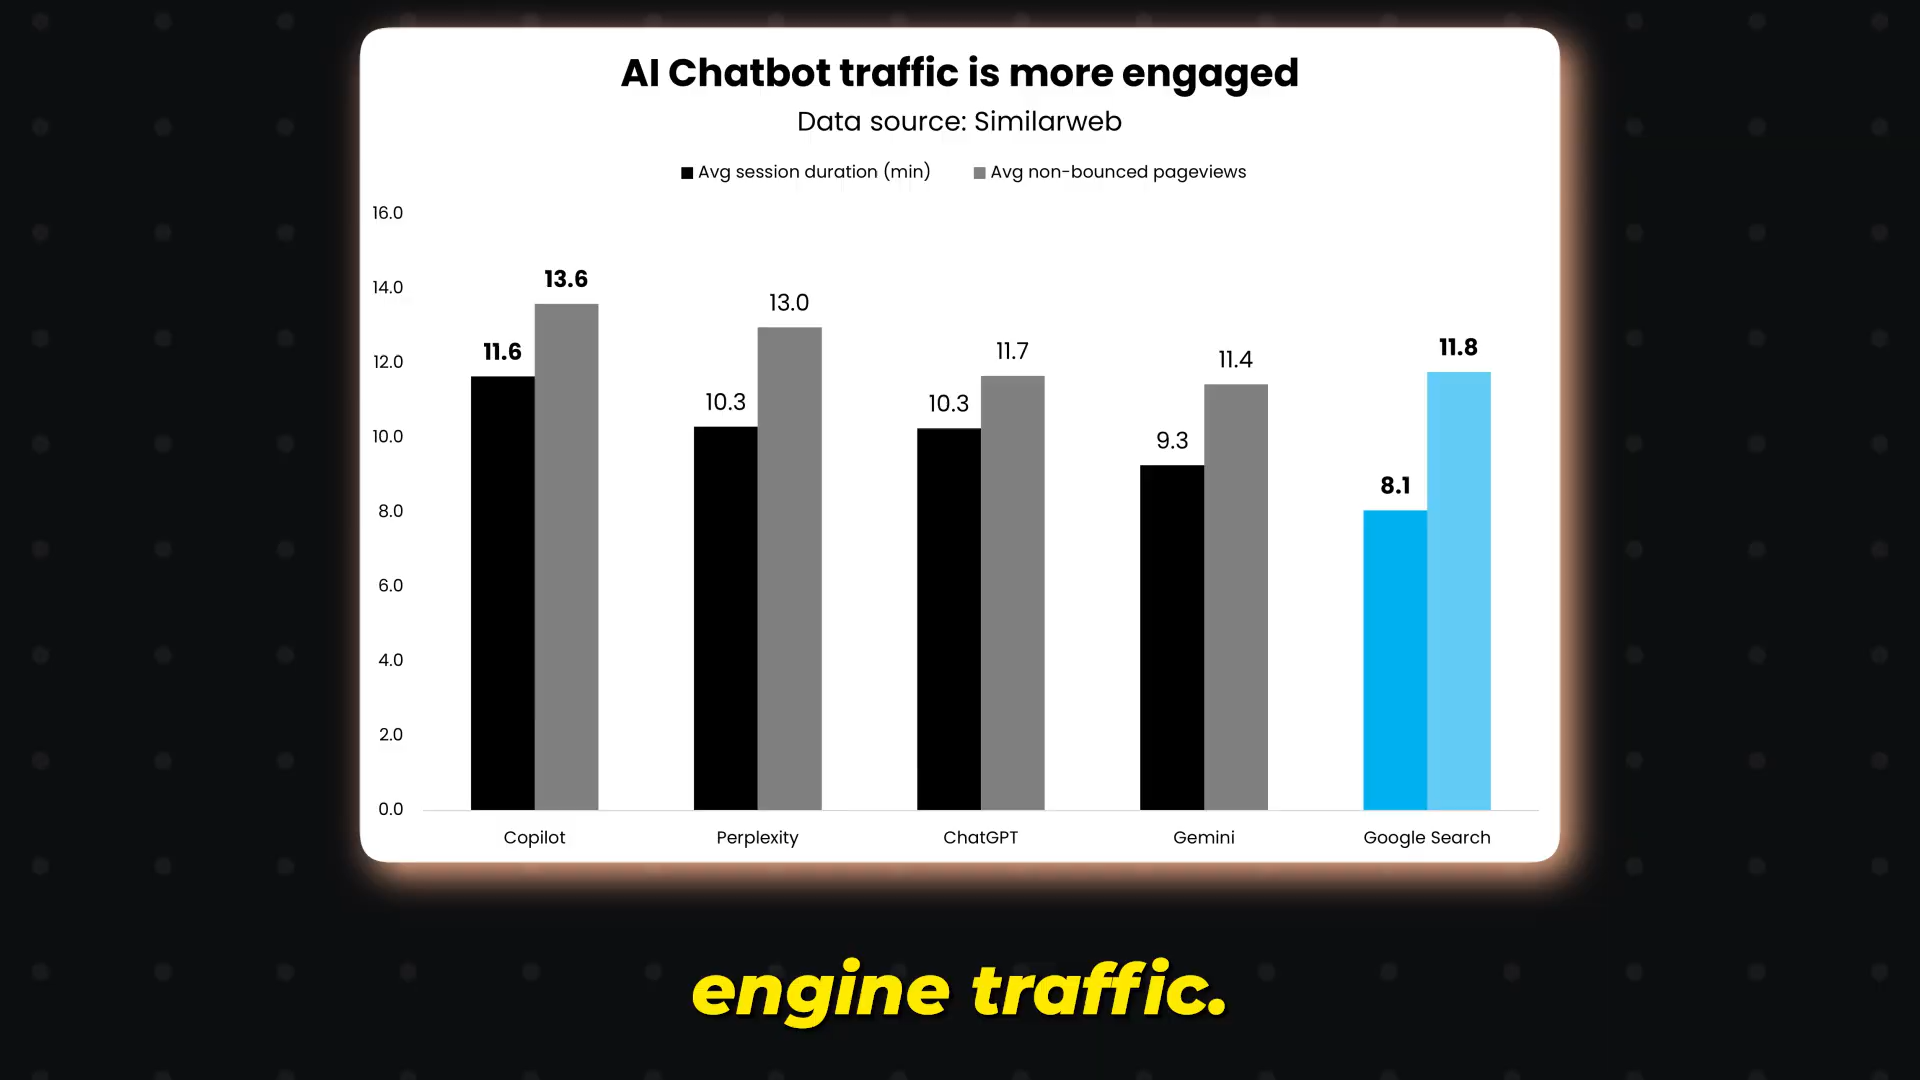 AI Chatbot traffic is more engaged
Data source: Similarweb
Avg session duration (min) Avg non-bounced pageviews
16.0
14.0
12.0
10.0
8.0
6.0
4.0
2.0
0.0
11.6 13.6
10.3 13.0
10.3 11.7
9.3 11.4
8.1 11.8
Copilot Perplexity ChatGPT Gemini Google Search
engine traffic.